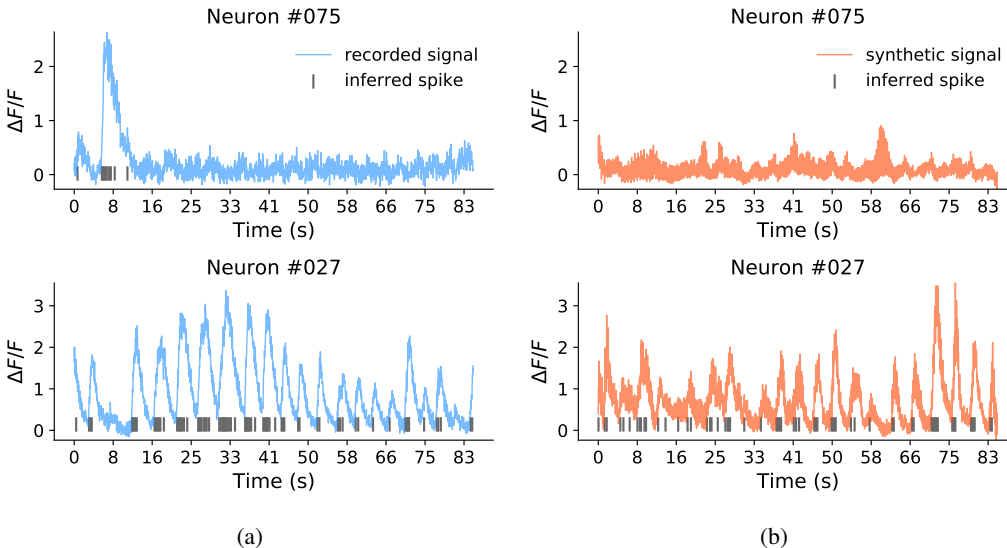 Neuron #075
recorded signal
inferred spike
ΔF/F
2
1
0
0 8 16 25 33 41 50 58 66 75 83
Time (s)
Neuron #075
synthetic signal
inferred spike
ΔF/F
2
1
0
0 8 16 25 33 41 50 58 66 75 83
Time (s)
Neuron #027
ΔF/F
3
2
1
0
0 8 16 25 33 41 50 58 66 75 83
Time (s)
Neuron #027
ΔF/F
3
2
1
0
0 8 16 25 33 41 50 58 66 75 83
Time (s)
(a)
(b)